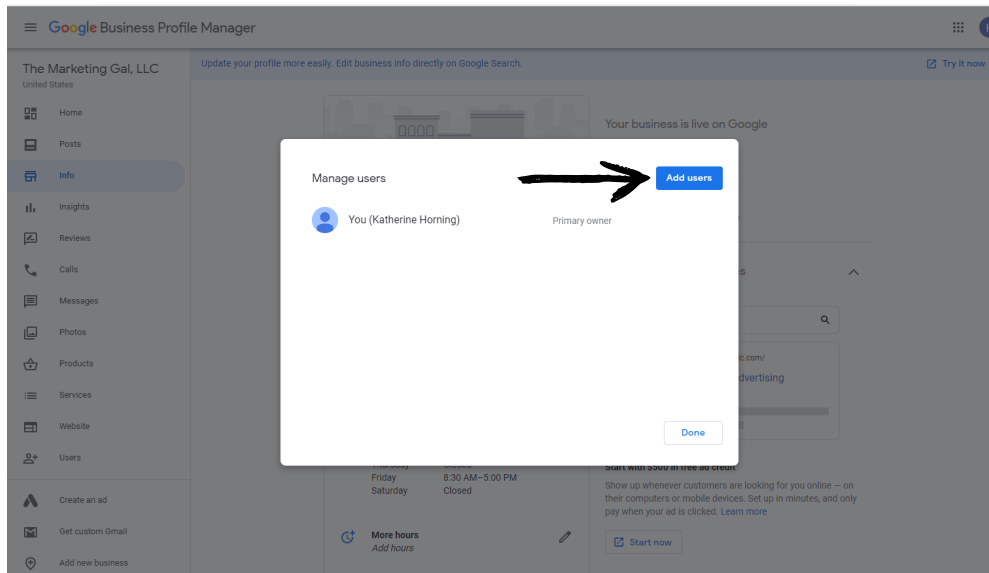 Google Business Profile Manager
The Marketing Gal, LLC
United States
Home
Posts
Info
Insights
Reviews
Calls
Messages
Photos
Products
Services
Website
Users
Create an ad
Get custom Gmail
Add new business
Update your profile more easily. Edit business info directly on Google Search.
Try it now
Your business is live on Google
Manage users
Add users
You (Katherine Horning)
Primary owner
Done
lc.com/
dvertising
Friday
8:30 AM–5:00 PM
Saturday
Closed
More hours
Add hours
Start with $500 in free ad credit
Show up whenever customers are looking for you online — on
their computers or mobile devices. Set up in minutes, and only
pay when your ad is clicked. Learn more
Start now